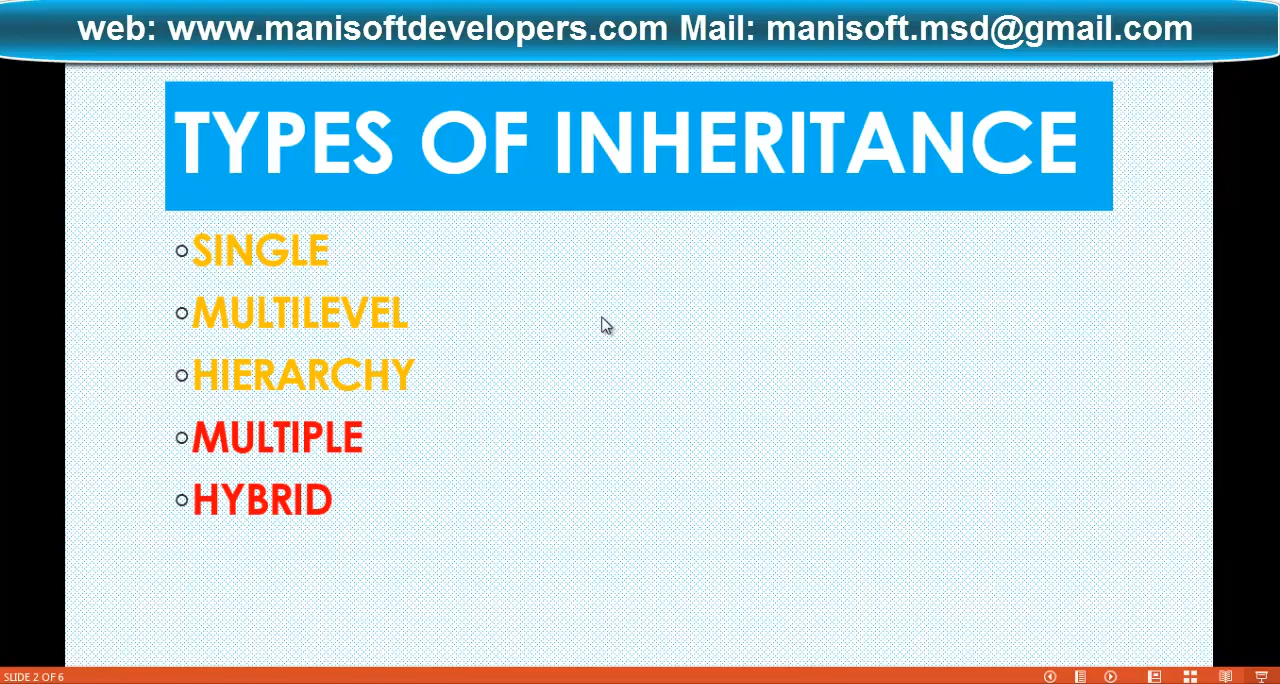 web: www.manisoftdevelopers.com Mail: manisoft.msd@gmail.com
TYPES OF INHERITANCE
SINGLE
MULTILEVEL
HIERARCHY
MULTIPLE
HYBRID
SLIDE 2 OF 6